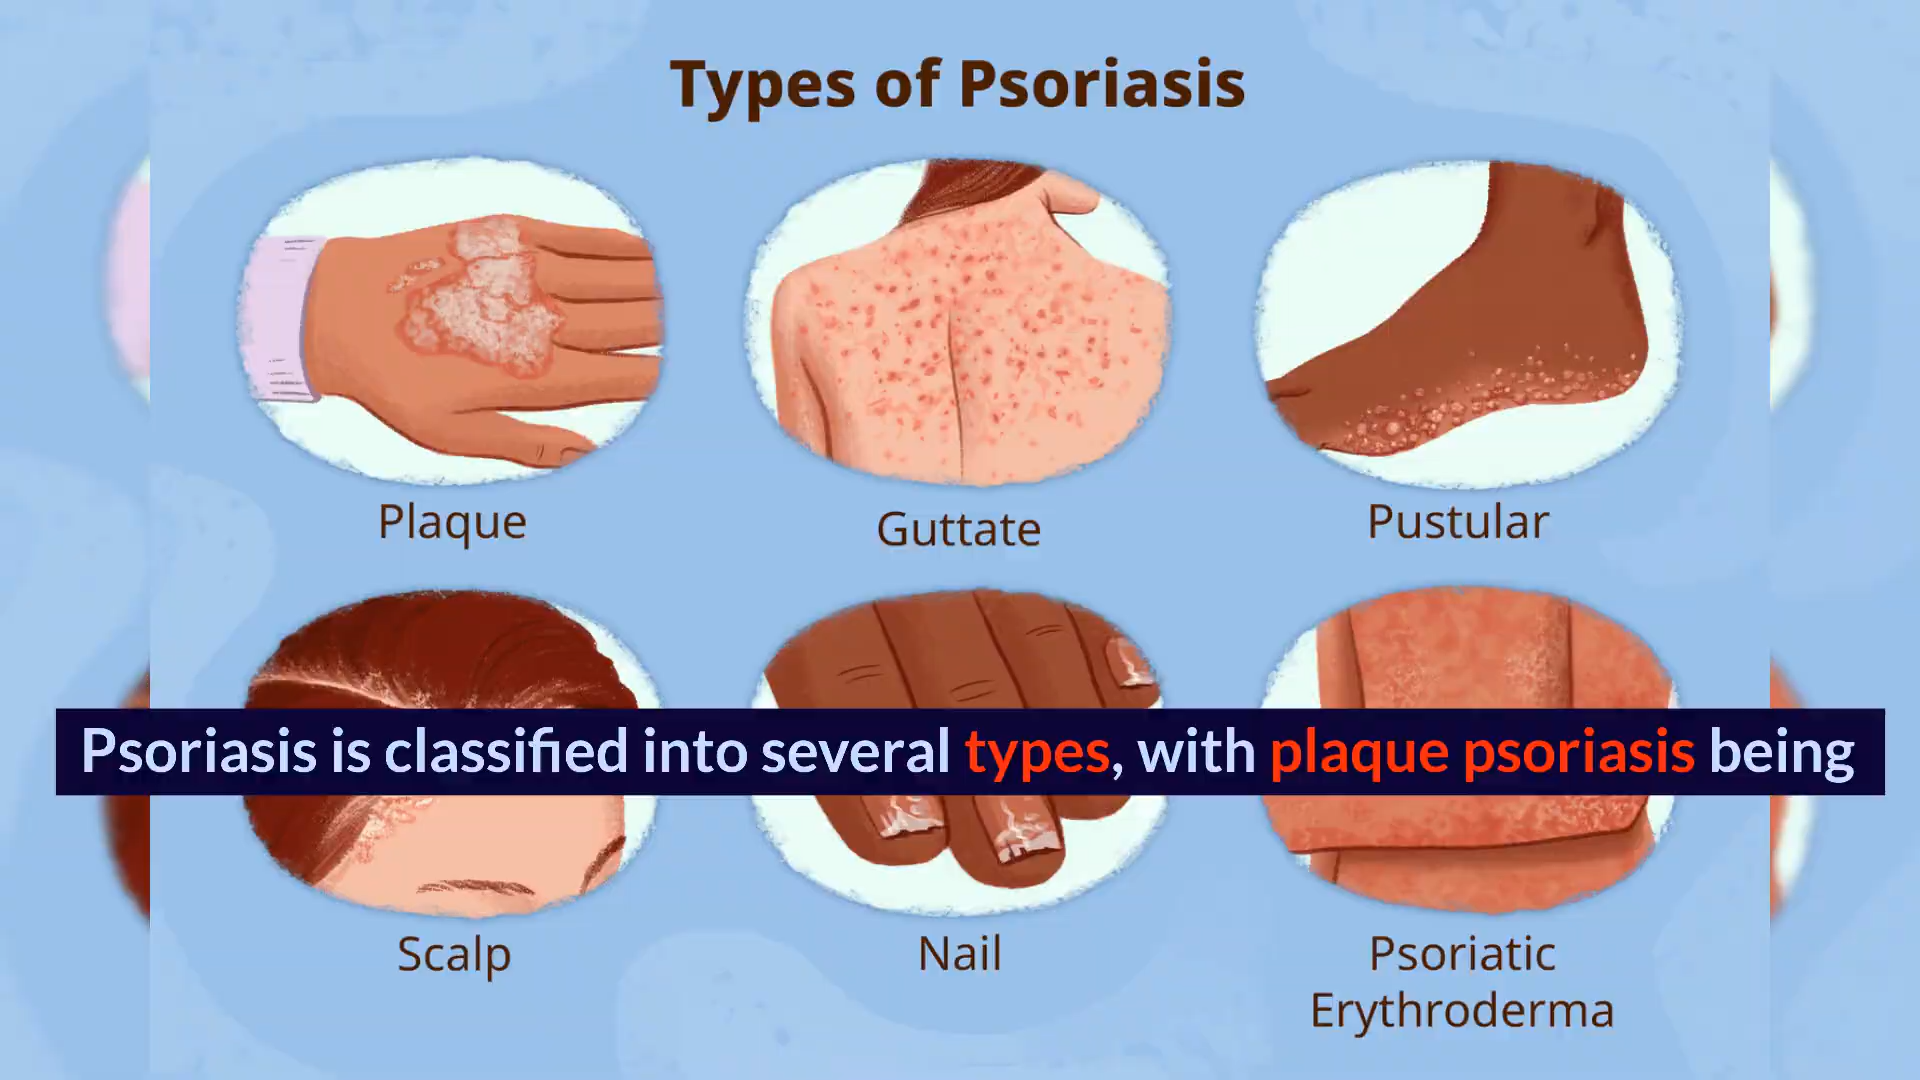 Types of Psoriasis
Plaque
Guttate
Pustular
Psoriasis is classified into several types, with plaque psoriasis being
Scalp
Nail
Psoriatic
Erythroderma